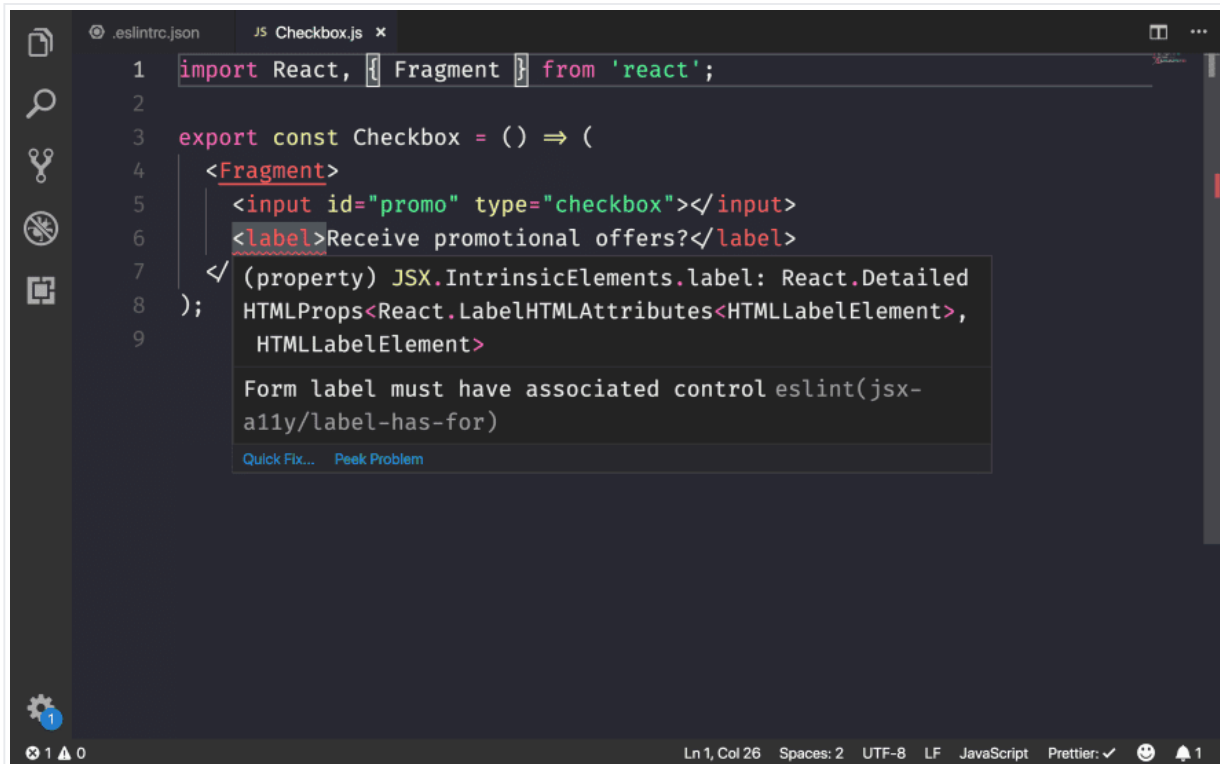 .eslintrc.json
JS Checkbox.js ×
1 import React, { Fragment } from 'react';
2
3 export const Checkbox = () => (
4 <Fragment>
5 <input id="promo" type="checkbox"></input>
6 <label>Receive promotional offers?</label>
7 </
8 );
9
(property) JSX.IntrinsicElements.label: React.Detailed
HTMLProps<React.LabelHTMLAttributes<HTMLLabelElement>,
HTMLLabelElement>
Form label must have associated control eslint(jsx-
a11y/label-has-for)
Quick Fix... Peek Problem
1
1 0 Ln 1, Col 26 Spaces: 2 UTF-8 LF JavaScript Prettier: ✓ 1